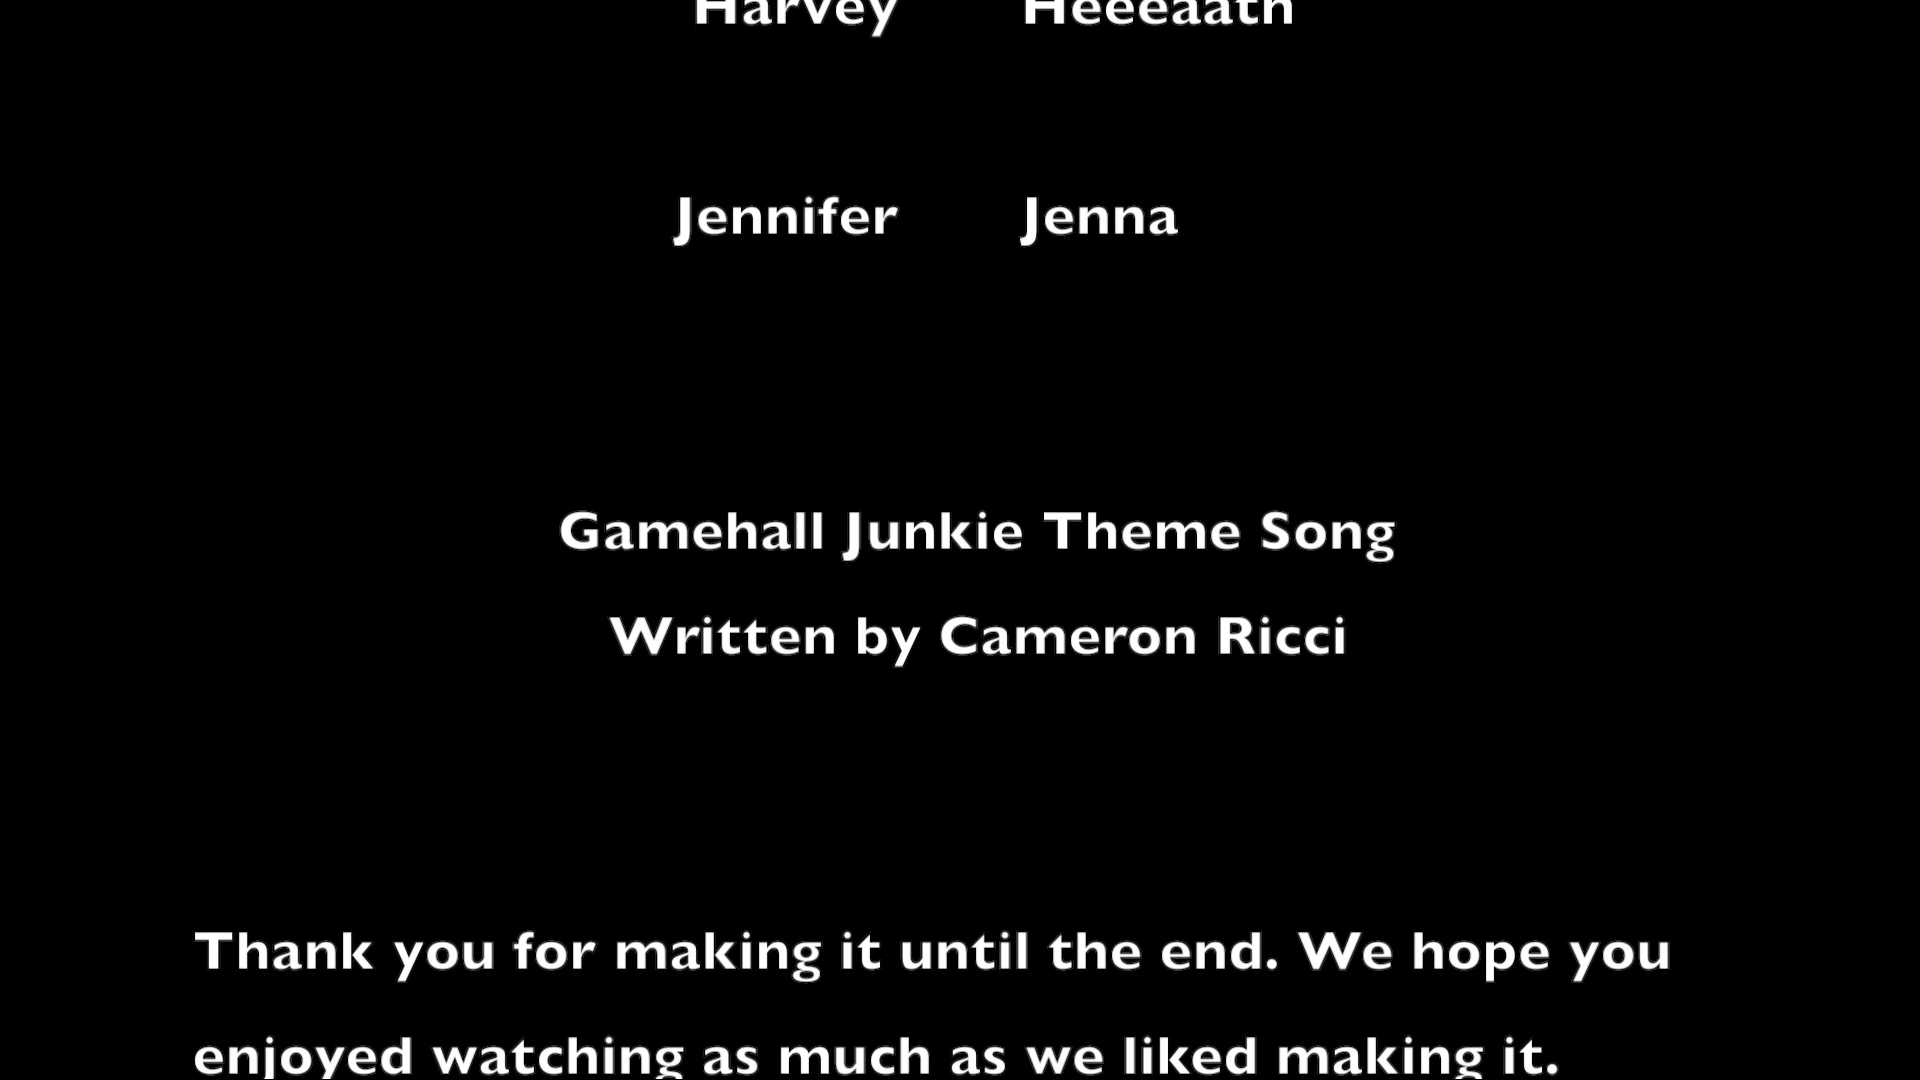 Harvey Heeeaath
Jennifer Jenna
Gamehall Junkie Theme Song
Written by Cameron Ricci
Thank you for making it until the end. We hope you
enjoyed watching as much as we liked making it.